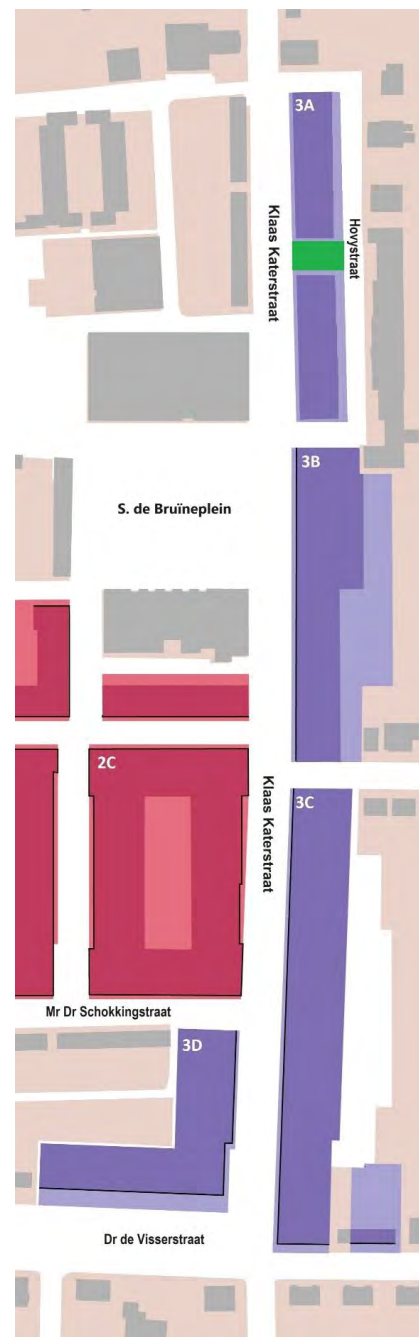 3A
Klaas Katerstraat
Hovystraat
3B
S. de Bruïneplein
2C
Klaas Katerstraat
3C
Mr Dr Schokkingstraat
3D
Dr de Visserstraat